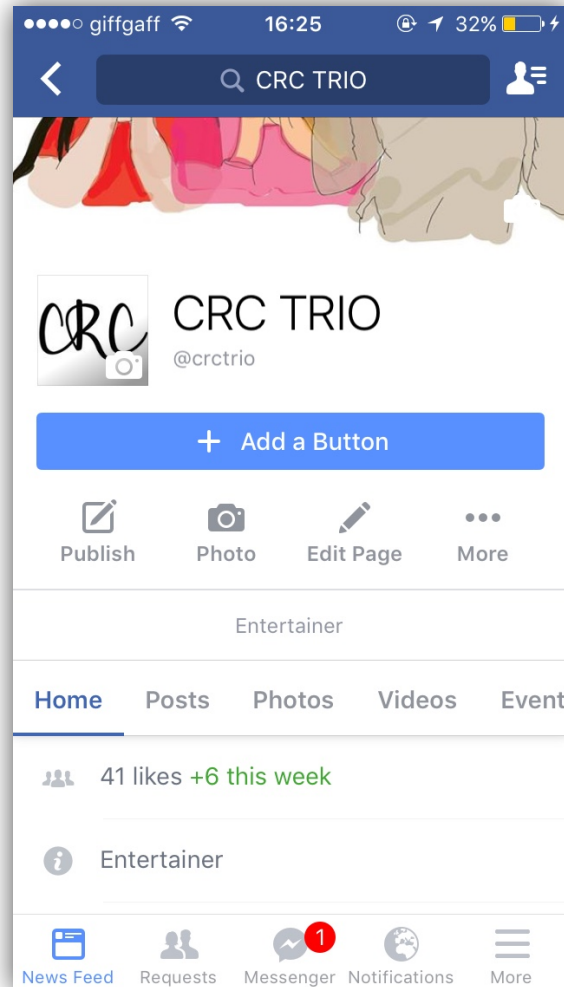 giffgaff 16:25 32%
CRC TRIO
CRC
CRC TRIO
@crctrio
+ Add a Button
Publish Photo Edit Page More
Entertainer
Home Posts Photos Videos Event
41 likes +6 this week
Entertainer
1
News Feed Requests Messenger Notifications More